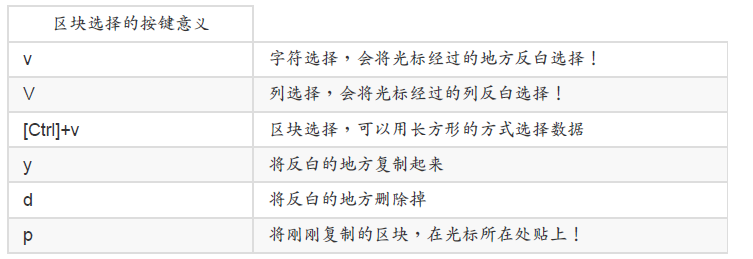 区块选择的按键意义
v 字符选择，会将光标经过的地方反白选择！
V 列选择，会将光标经过的列反白选择！
[Ctrl]+v 区块选择，可以用长方形的方式选择数据
y 将反白的地方复制起来
d 将反白的地方删除掉
p 将刚刚复制的区块，在光标所在处贴上！